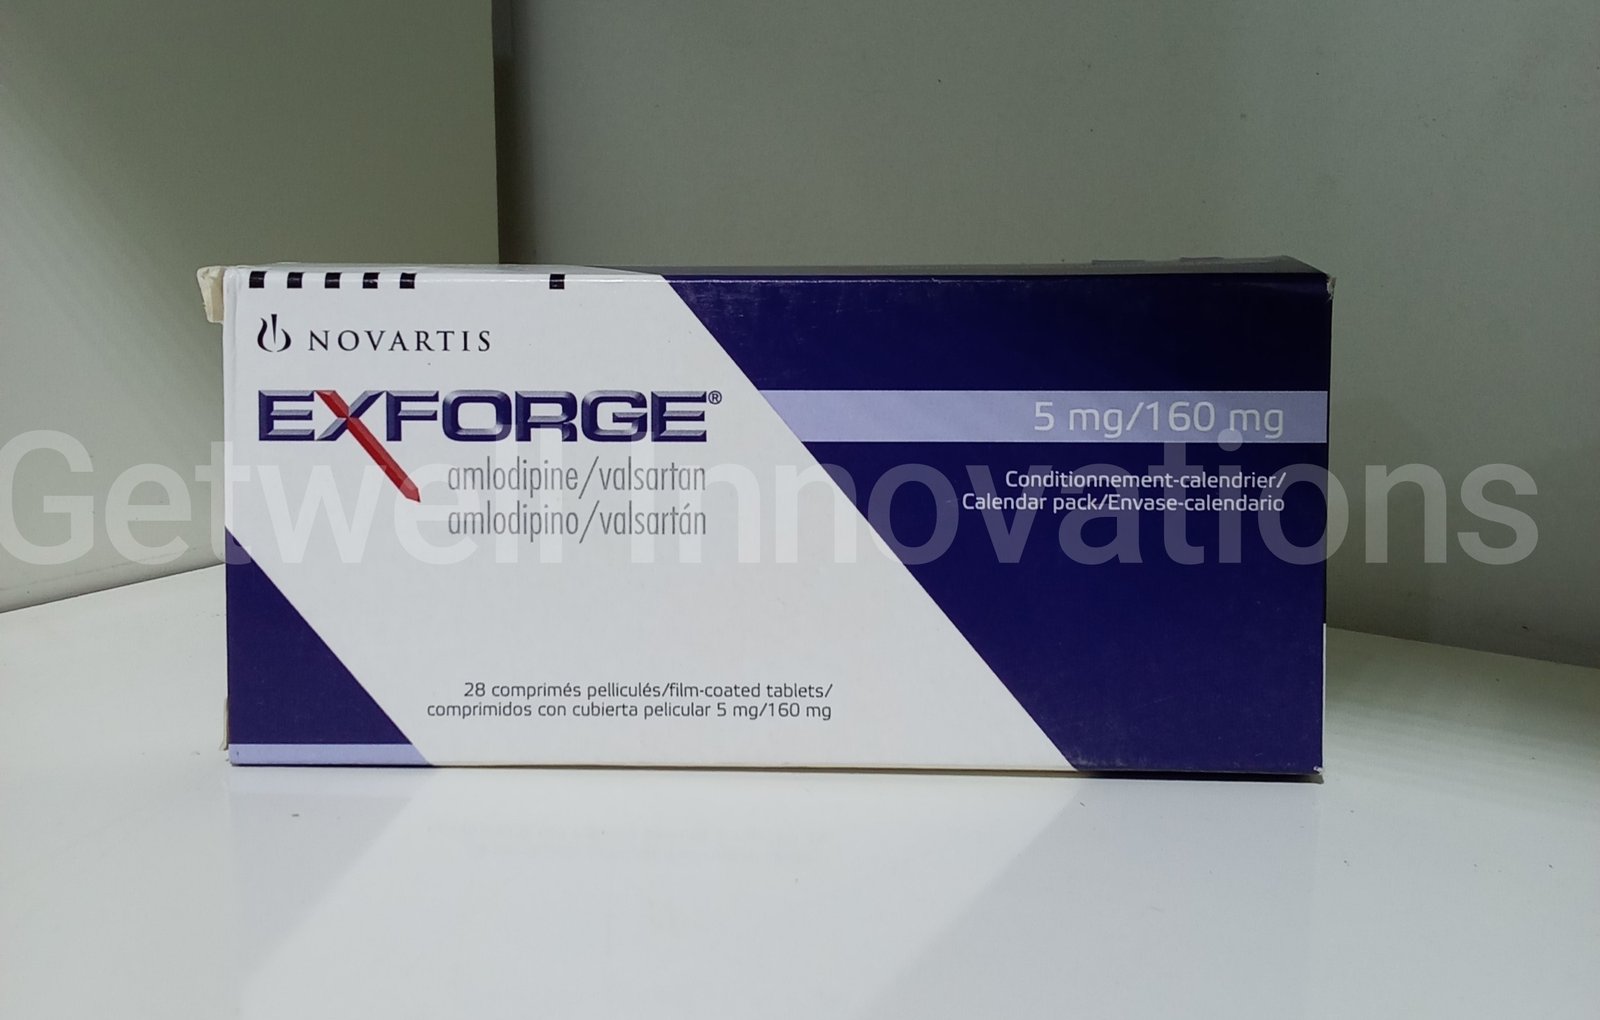 NOVARTIS
EXFORGE®
amlodipine/valsartan
amlodipino/valsartán
5 mg/160 mg
Conditionnement-calendrier/
Calendar pack/Envase-calendario
28 comprimés pelliculés/film-coated tablets/
comprimidos con cubierta pelicular 5 mg/160 mg
Getwell Innovations